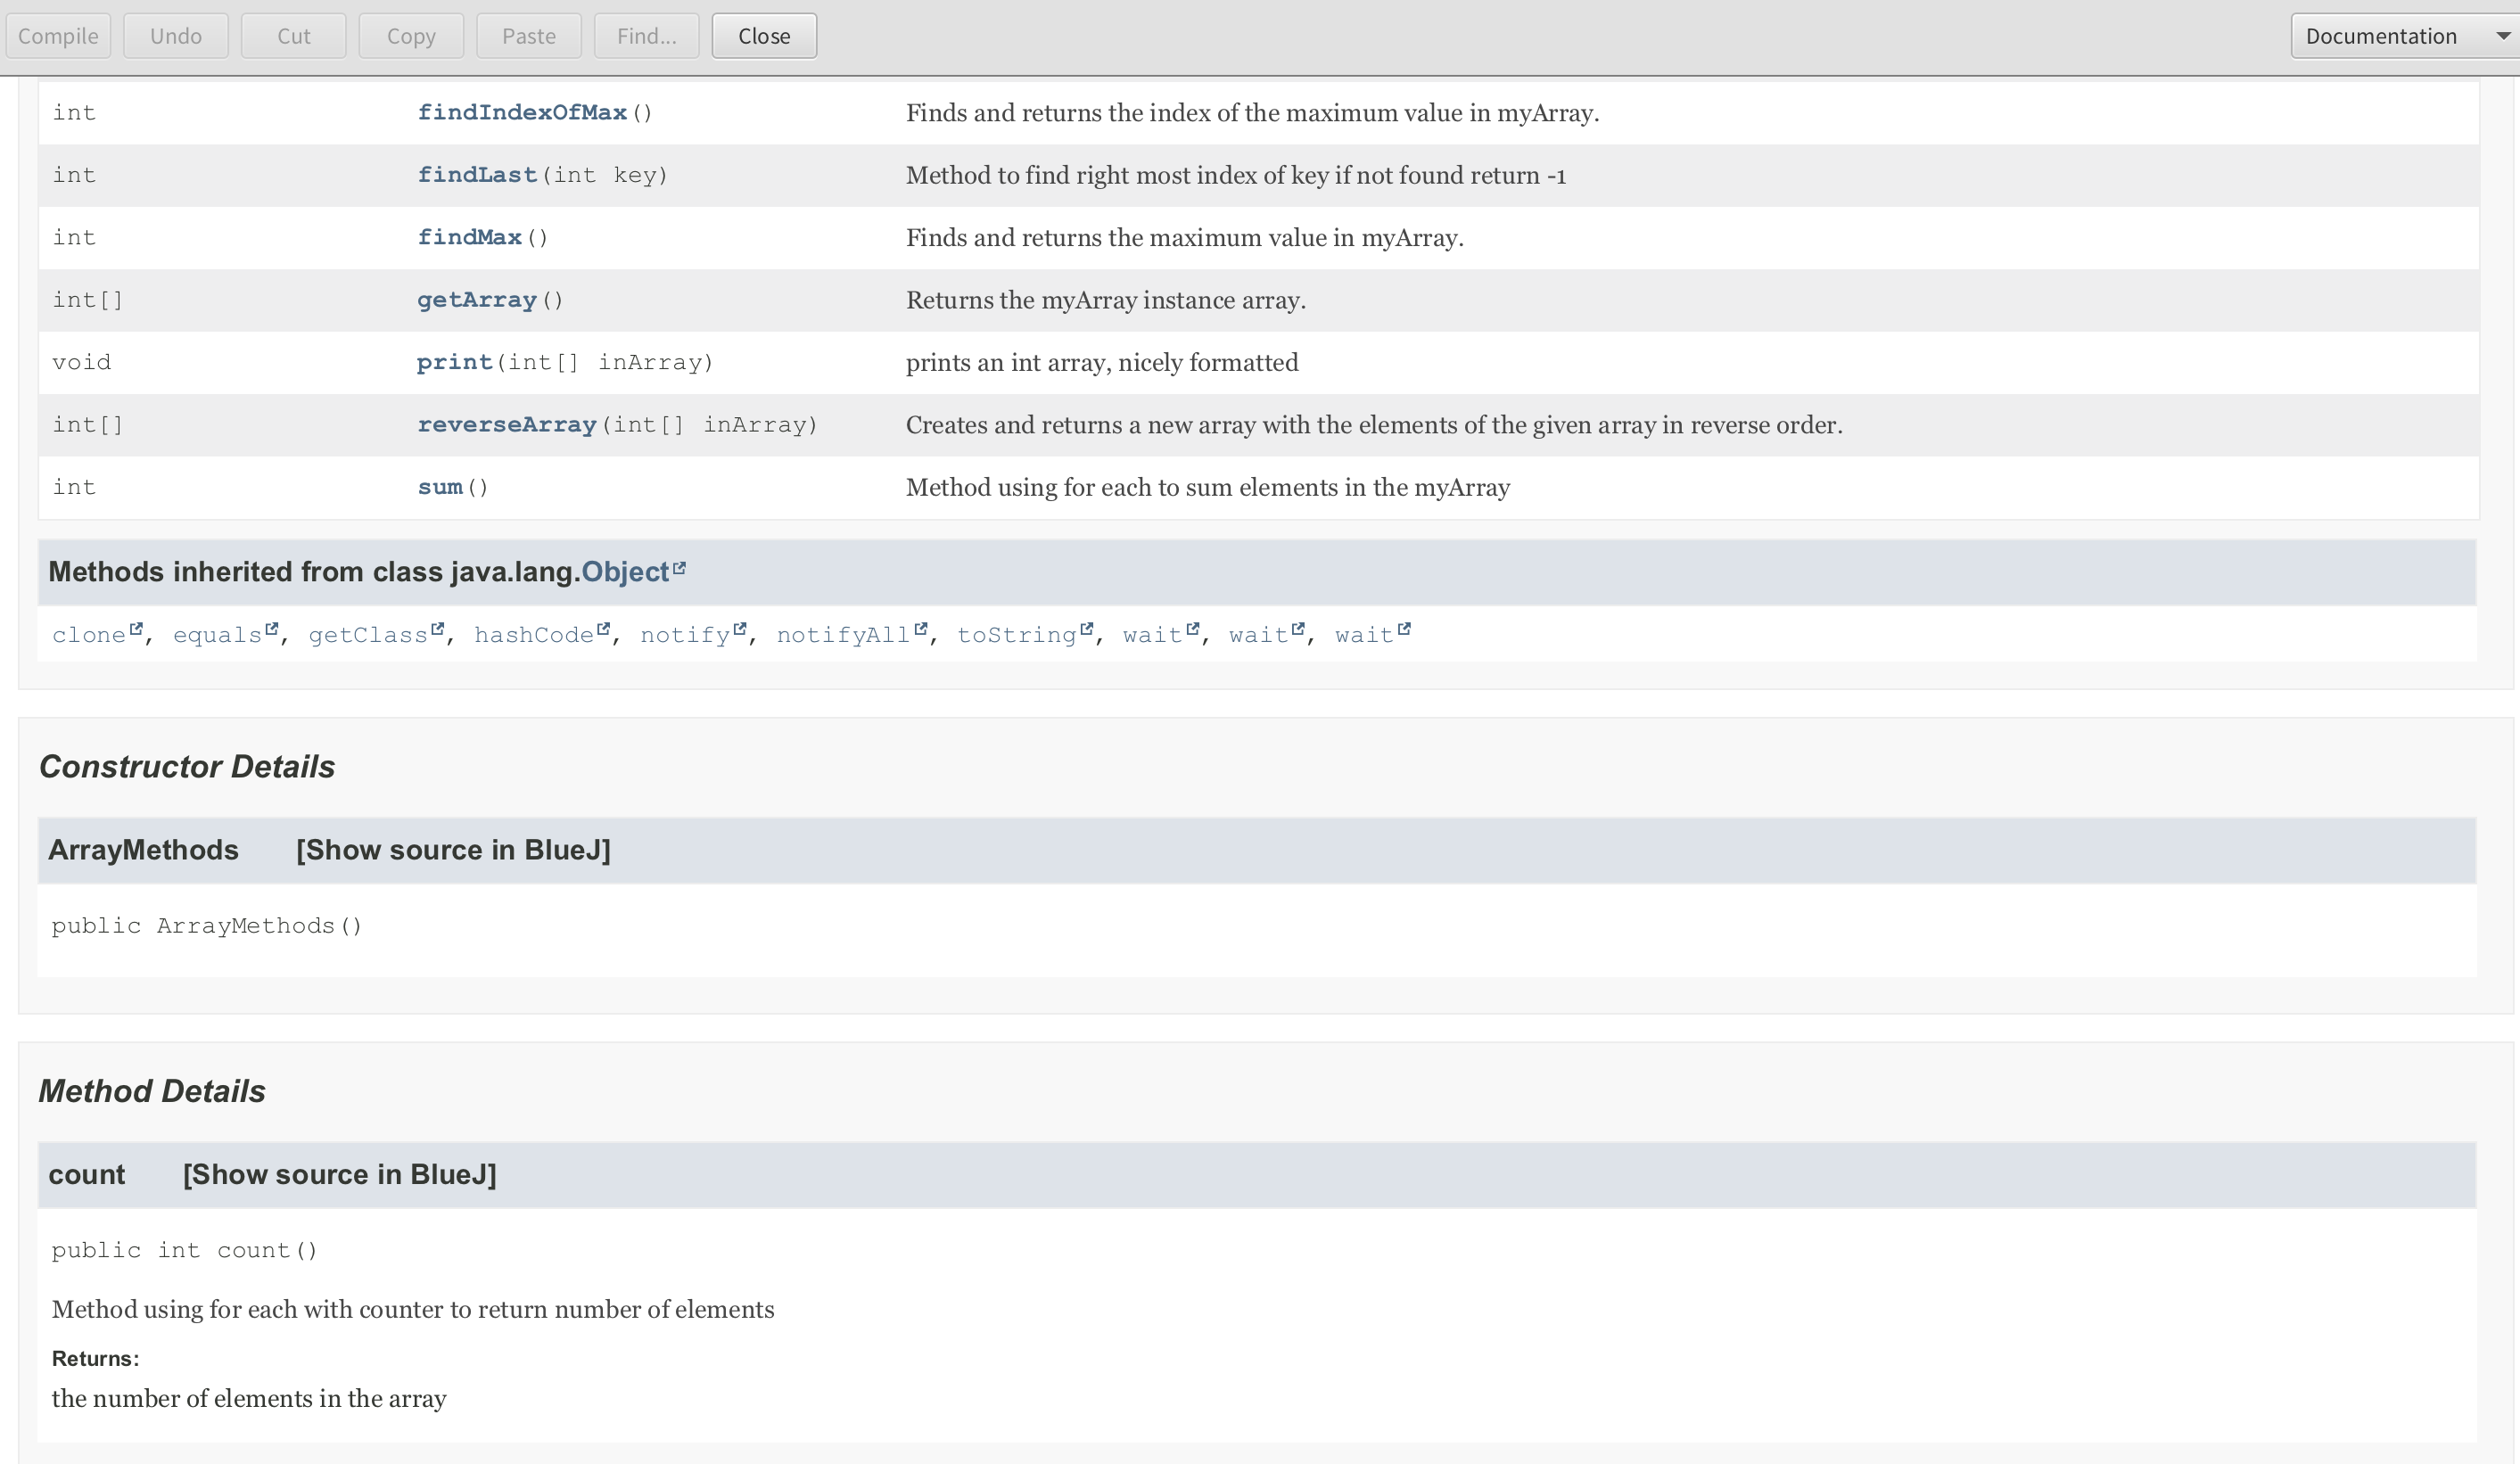 Compile Undo Cut Copy Paste Find... Close Documentation
int findIndexOfMax() Finds and returns the index of the maximum value in myArray.
int findLast(int key) Method to find right most index of key if not found return -1
int findMax() Finds and returns the maximum value in myArray.
int[] getArray() Returns the myArray instance array.
void print(int[] inArray) prints an int array, nicely formatted
int[] reverseArray(int[] inArray) Creates and returns a new array with the elements of the given array in reverse order.
int sum() Method using for each to sum elements in the myArray
Methods inherited from class java.lang.Object
clone, equals, getClass, hashCode, notify, notifyAll, toString, wait, wait, wait
Constructor Details
ArrayMethods [Show source in BlueJ]
public ArrayMethods()
Method Details
count [Show source in BlueJ]
public int count()
Method using for each with counter to return number of elements
Returns:
the number of elements in the array